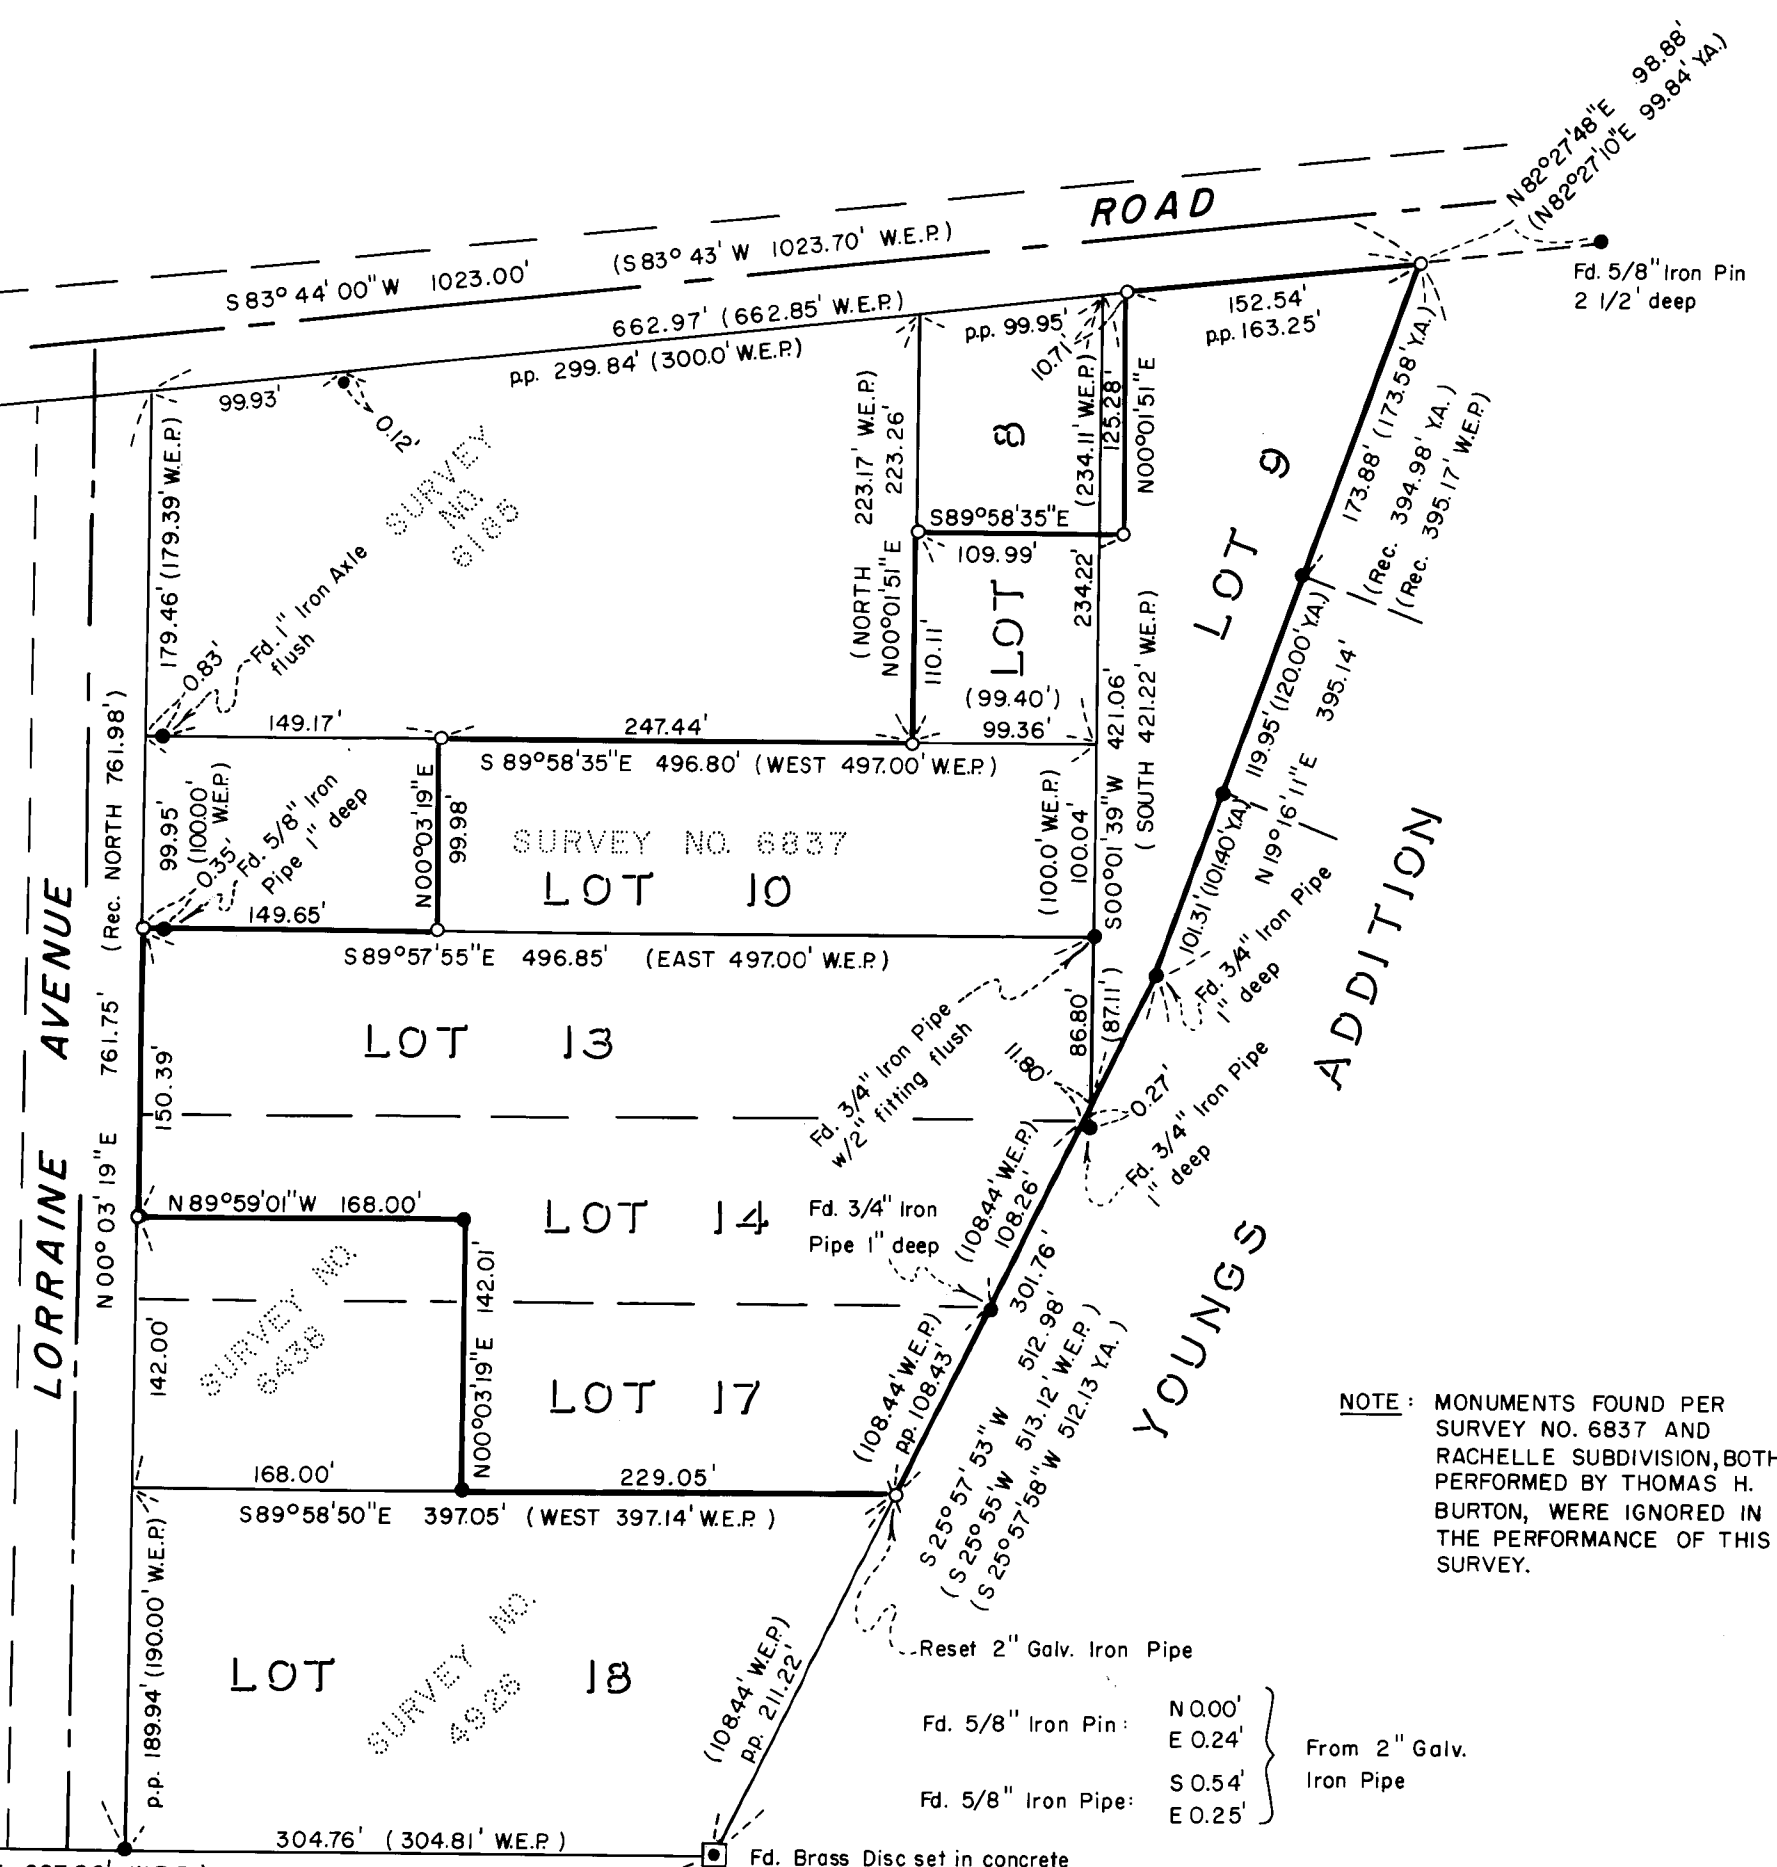 N 82°27'48"E 98.88'
(N82°27'10"E 99.84' Y.A.)
ROAD
Fd. 5/8" Iron Pin
2 1/2' deep
(S 83° 43' W 1023.70' W.E.P.)
S 83° 44' 00" W 1023.00'
662.97' (662.85' W.E.P.)
p.p. 299.84' (300.0' W.E.P.)
p.p. 99.95'
152.54'
p.p. 163.25'
10.71'
99.93'
0.12'
SURVEY
NO.
6165
179.46' (179.39' W.E.P.)
(NORTH 223.17' W.E.P.)
223.26'
N00°01'51"E
110.11'
LOT 8
(234.11' W.E.P.)
125.28'
N00°01'51"E
S89°58'35"E
109.99'
234.22'
LOT 9
173.88' (173.58' Y.A.)
(Rec. 394.98' Y.A.)
(Rec. 395.17' W.E.P.)
119.95' (120.00' Y.A.)
N 19°16'11"E 395.14'
101.31' (101.40' Y.A.)
0.83'
Fd. 1" Iron Axle
flush
149.17'
247.44'
(99.40')
99.36'
S 89°58'35"E 496.80' (WEST 497.00' W.E.P.)
421.06'
S00°01'39"W
(SOUTH 421.22' W.E.P.)
(Rec. NORTH 761.98')
N 00° 03' 19"E 761.75'
99.95'
(100.00'
W.E.P.)
0.35'
Fd. 5/8" Iron
Pipe 1" deep
N00°03'19"E
99.98'
SURVEY NO. 6837
LOT 10
(100.0' W.E.P.)
100.04'
149.65'
S89°57'55"E 496.85' (EAST 497.00' W.E.P.)
LORRAINE AVENUE
LOT 13
150.39'
Fd. 3/4" Iron Pipe
w/2" fitting flush
86.80'
(87.11')
11.80'
Fd. 3/4" Iron Pipe
1" deep
0.27'
Fd. 3/4" Iron Pipe
1" deep
YOUNGS ADDITION
N 89°59'01"W 168.00'
LOT 14
Fd. 3/4" Iron
Pipe 1" deep
(108.44' W.E.P.)
108.26'
301.76'
SURVEY NO.
6436
142.00'
N00°03'19"E 142.01'
LOT 17
(108.44' W.E.P.)
p.p. 108.43'
S 25°57'53"W 512.98'
(S 25°55'W 513.12' W.E.P.)
(S 25°57'58"W 512.13 Y.A.)
168.00'
229.05'
S89°58'50"E 397.05' (WEST 397.14' W.E.P.)
NOTE: MONUMENTS FOUND PER
SURVEY NO. 6837 AND
RACHELLE SUBDIVISION, BOTH
PERFORMED BY THOMAS H.
BURTON, WERE IGNORED IN
THE PERFORMANCE OF THIS
SURVEY.
p.p. 189.94' (190.00' W.E.P.)
LOT 18
SURVEY NO.
4926
(108.44' W.E.P.)
p.p. 211.22'
Reset 2" Galv. Iron Pipe
Fd. 5/8" Iron Pin: N 0.00'
E 0.24'
Fd. 5/8" Iron Pipe: S 0.54'
E 0.25'
From 2" Galv.
Iron Pipe
304.76' (304.81' W.E.P.)
Fd. Brass Disc set in concrete